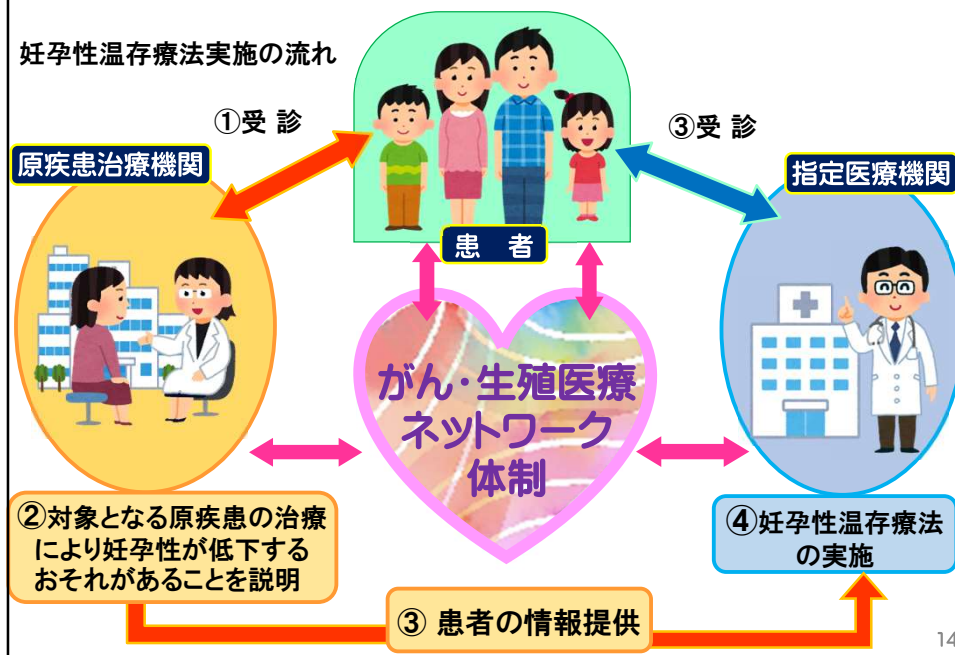 妊孕性温存療法実施の流れ
①受 診
③受 診
原疾患治療機関
指定医療機関
患 者
がん・生殖医療
ネットワーク
体制
②対象となる原疾患の治療
により妊孕性が低下する
おそれがあることを説明
④妊孕性温存療法
の実施
③ 患者の情報提供
14